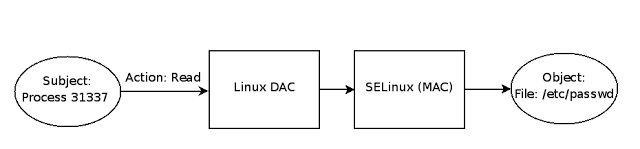 Subject:
Process 31337
Action: Read
Linux DAC
SELinux (MAC)
Object:
File: /etc/passwd